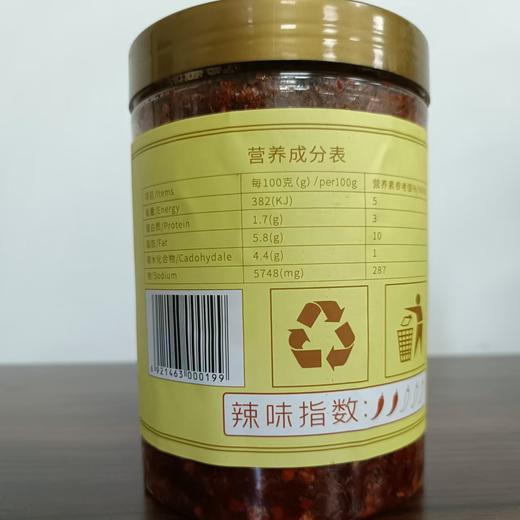 营养成分表
项目/Items 每100克(g)/per100g 营养素参考值%
能量/Energy 382(KJ) 5
蛋白质/Protein 1.7(g) 3
脂肪/Fat 5.8(g) 10
碳水化合物/Cadohydale 4.4(g) 1
钠/Sodium 5748(mg) 287
6 921463 000199
辣味指数: